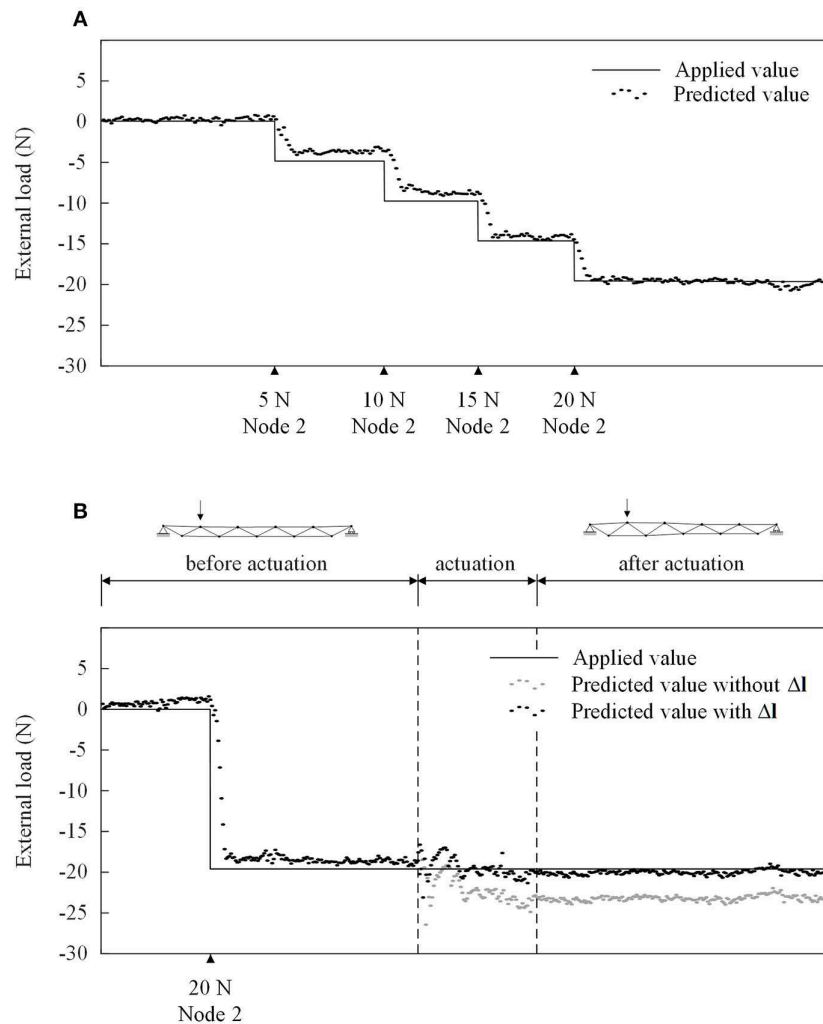 A
5
0
-5
-10
-15
-20
-25
-30
External load (N)
Applied value
Predicted value
5 N
Node 2
10 N
Node 2
15 N
Node 2
20 N
Node 2
B
before actuation
actuation
after actuation
5
0
-5
-10
-15
-20
-25
-30
External load (N)
Applied value
Predicted value without Δl
Predicted value with Δl
20 N
Node 2